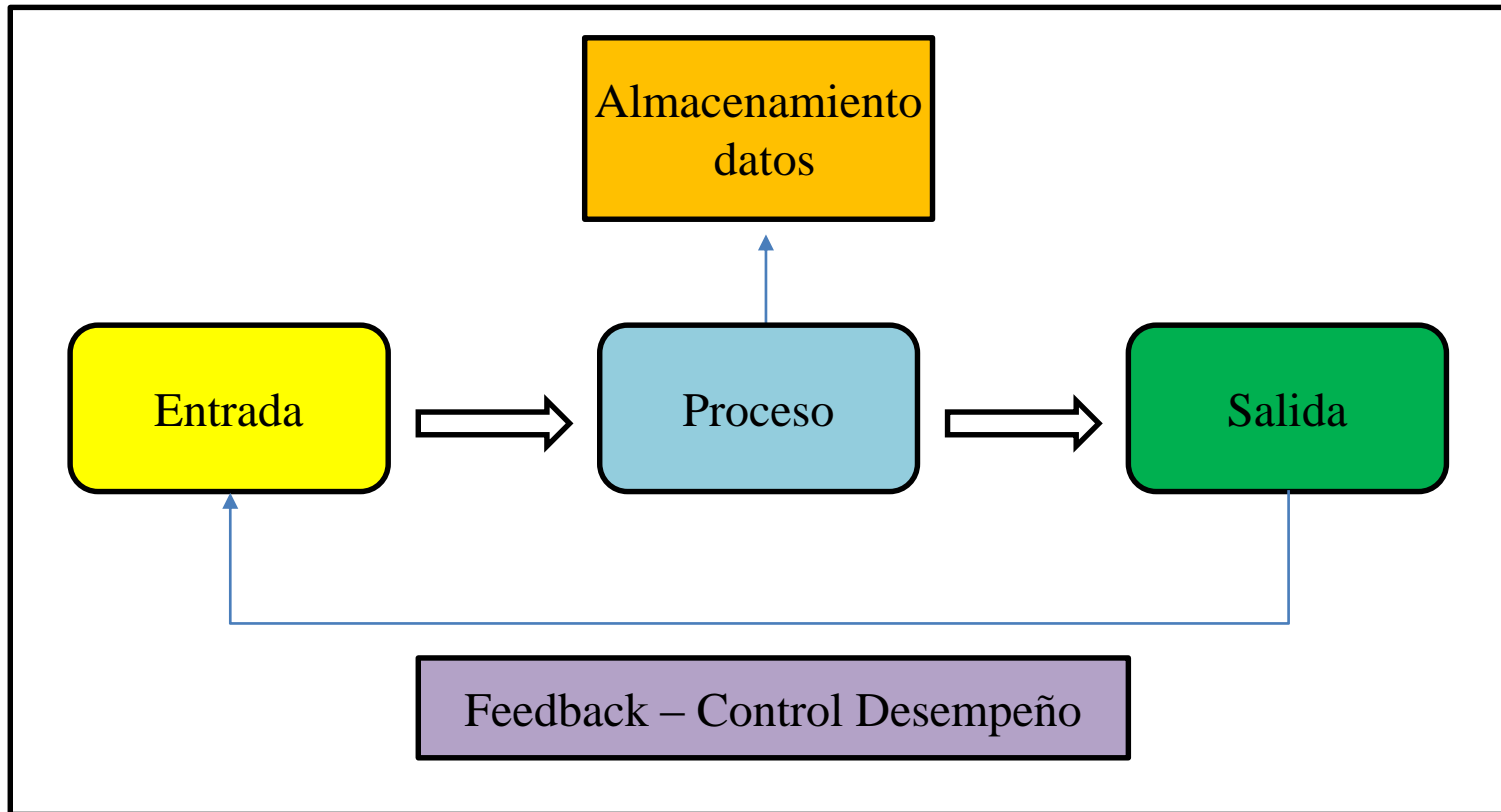 Almacenamiento
datos
Entrada
Proceso
Salida
Feedback – Control Desempeño